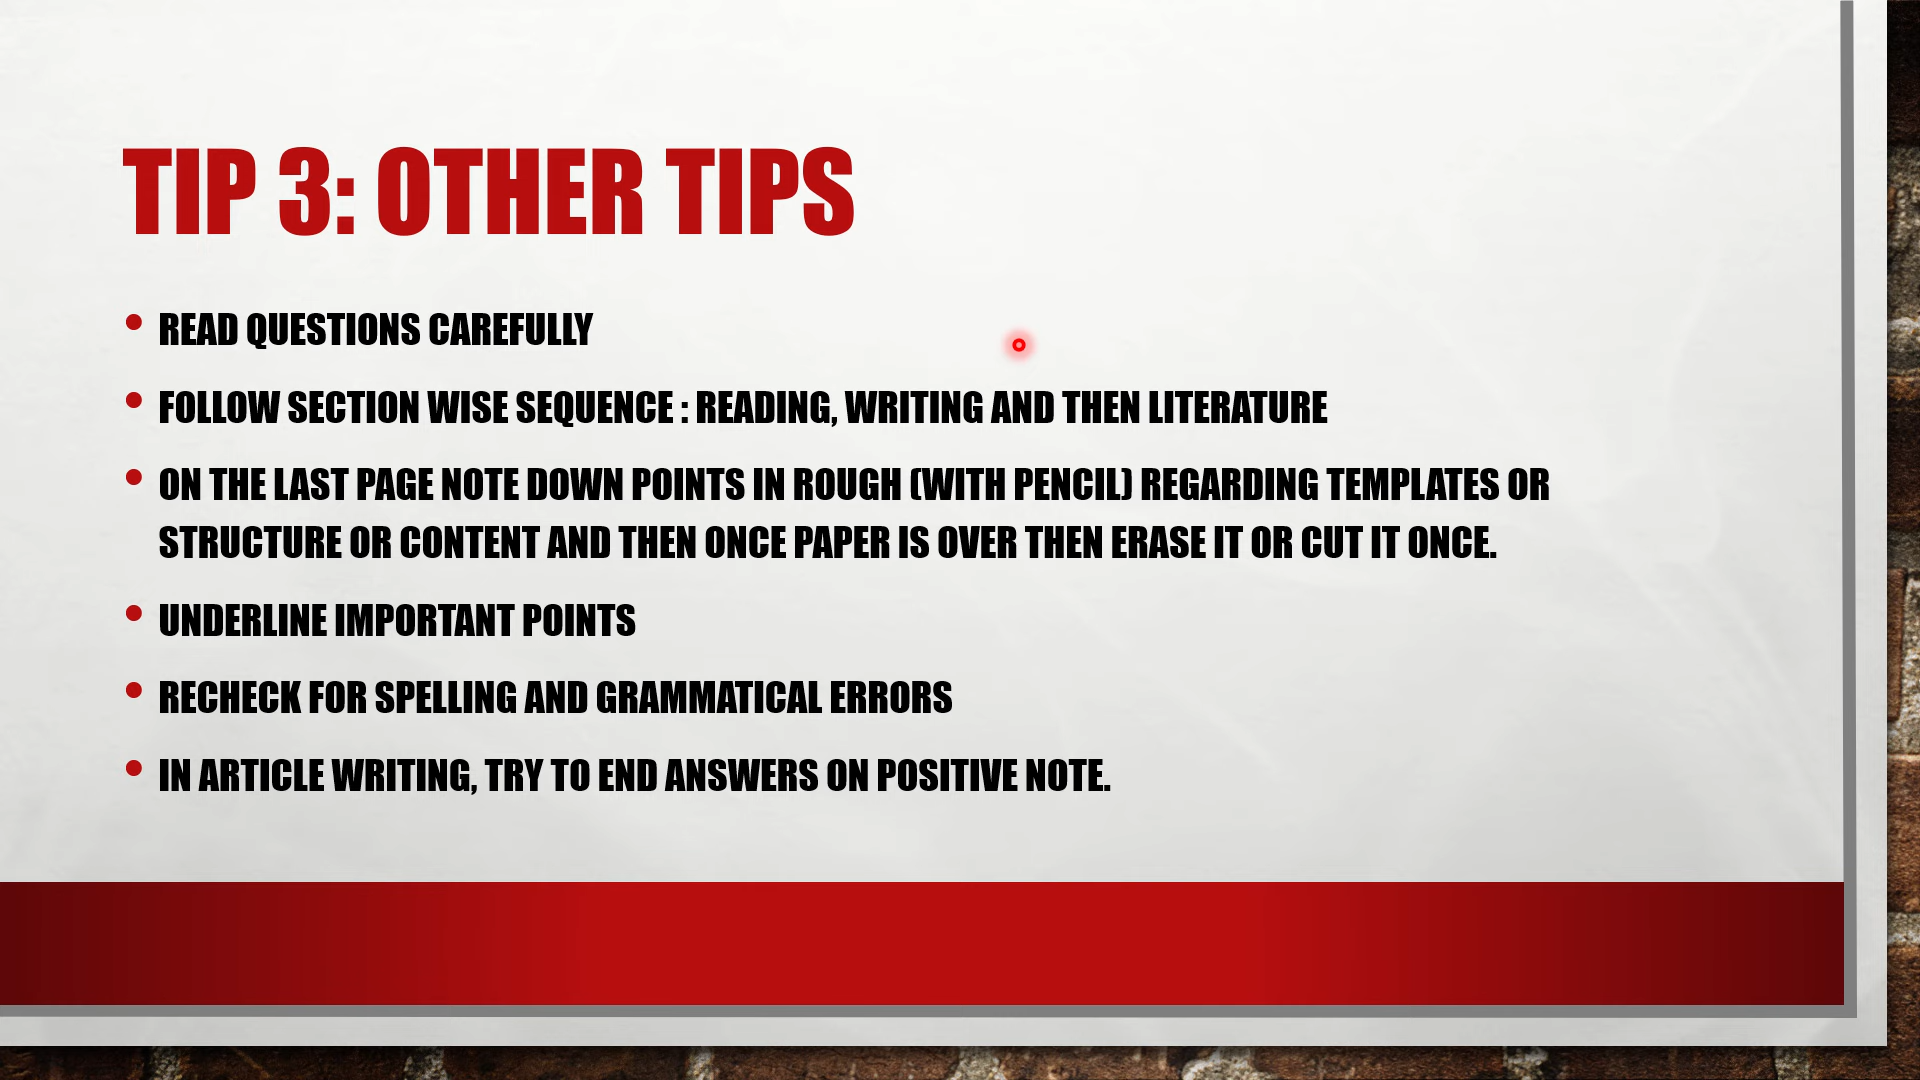 TIP 3: OTHER TIPS
• READ QUESTIONS CAREFULLY
• FOLLOW SECTION WISE SEQUENCE : READING, WRITING AND THEN LITERATURE
• ON THE LAST PAGE NOTE DOWN POINTS IN ROUGH (WITH PENCIL) REGARDING TEMPLATES OR
STRUCTURE OR CONTENT AND THEN ONCE PAPER IS OVER THEN ERASE IT OR CUT IT ONCE.
• UNDERLINE IMPORTANT POINTS
• RECHECK FOR SPELLING AND GRAMMATICAL ERRORS
• IN ARTICLE WRITING, TRY TO END ANSWERS ON POSITIVE NOTE.